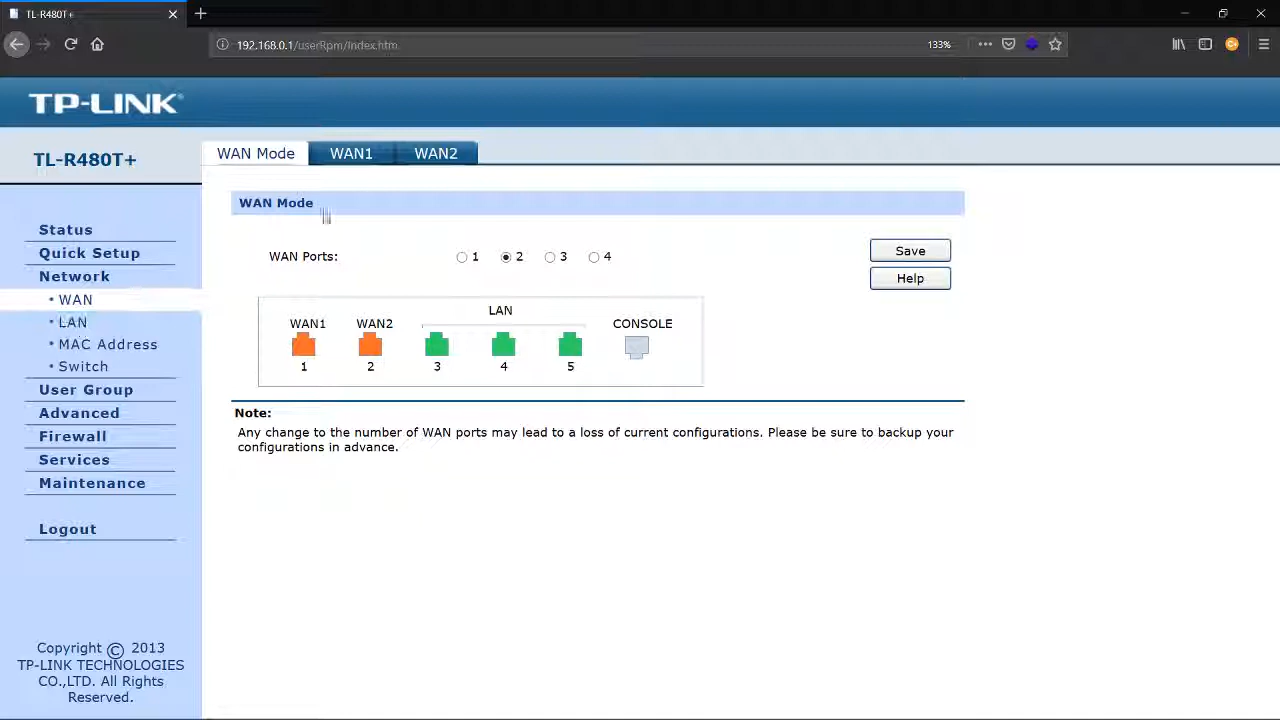 TL-R480T+
192.168.0.1/userRpm/Index.htm
133%
TP-LINK®
TL-R480T+
WAN Mode WAN1 WAN2
Status
Quick Setup
Network
• WAN
• LAN
• MAC Address
• Switch
User Group
Advanced
Firewall
Services
Maintenance
Logout
Copyright © 2013
TP-LINK TECHNOLOGIES
CO.,LTD. All Rights
Reserved.
WAN Mode
WAN Ports: 1 2 3 4
Save
Help
LAN
WAN1 WAN2 CONSOLE
1 2 3 4 5
Note:
Any change to the number of WAN ports may lead to a loss of current configurations. Please be sure to backup your
configurations in advance.